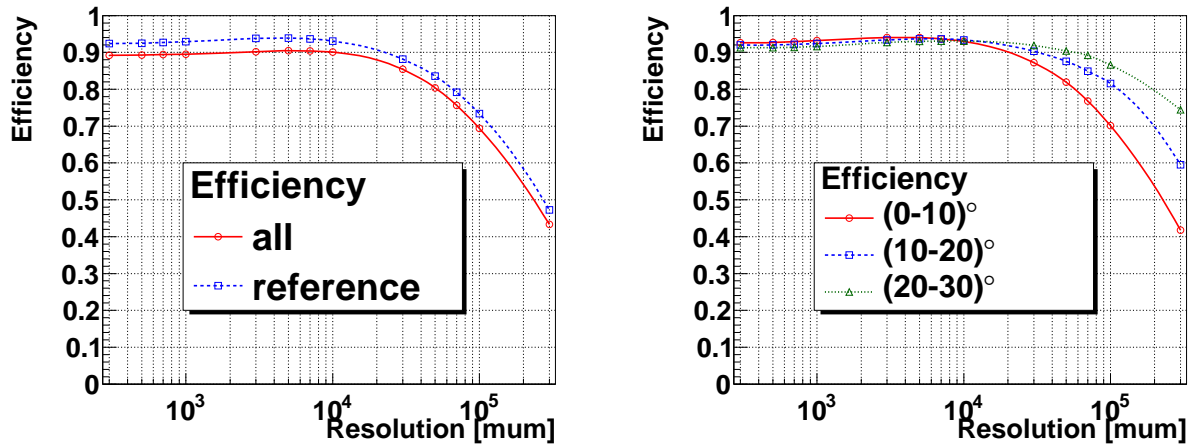 Efficiency
1
0.9
0.8
0.7
0.6
0.5
0.4
0.3
0.2
0.1
0
Efficiency
all
reference
10³ 10⁴ 10⁵
Resolution [mum]
Efficiency
1
0.9
0.8
0.7
0.6
0.5
0.4
0.3
0.2
0.1
0
Efficiency
(0-10)°
(10-20)°
(20-30)°
10³ 10⁴ 10⁵
Resolution [mum]